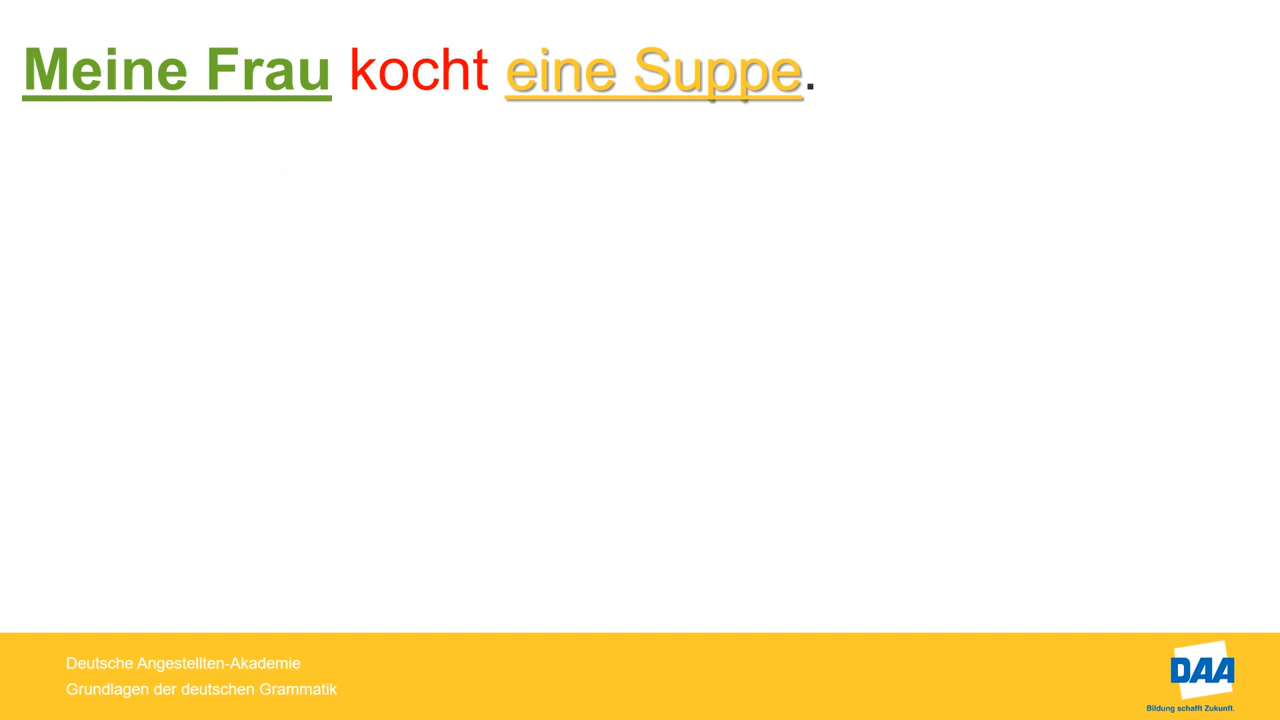 Meine Frau kocht eine Suppe.
Deutsche Angestellten-Akademie
Grundlagen der deutschen Grammatik
DAA
Bildung schafft Zukunft.